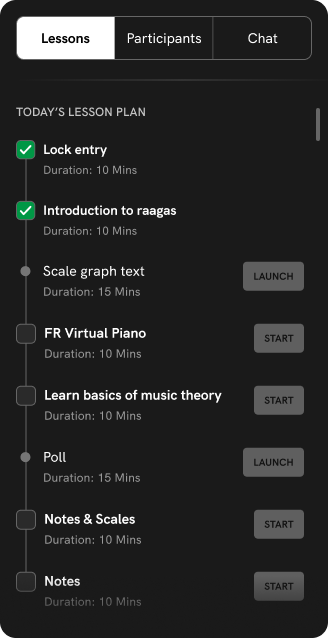 Lessons
Participants
Chat
TODAY'S LESSON PLAN
Lock entry
Duration: 10 Mins
Introduction to raagas
Duration: 10 Mins
Scale graph text
LAUNCH
Duration: 15 Mins
FR Virtual Piano
START
Duration: 10 Mins
Learn basics of music theory
START
Duration: 10 Mins
Poll
LAUNCH
Duration: 15 Mins
Notes & Scales
START
Duration: 10 Mins
Notes
START
Duration: 10 Mins